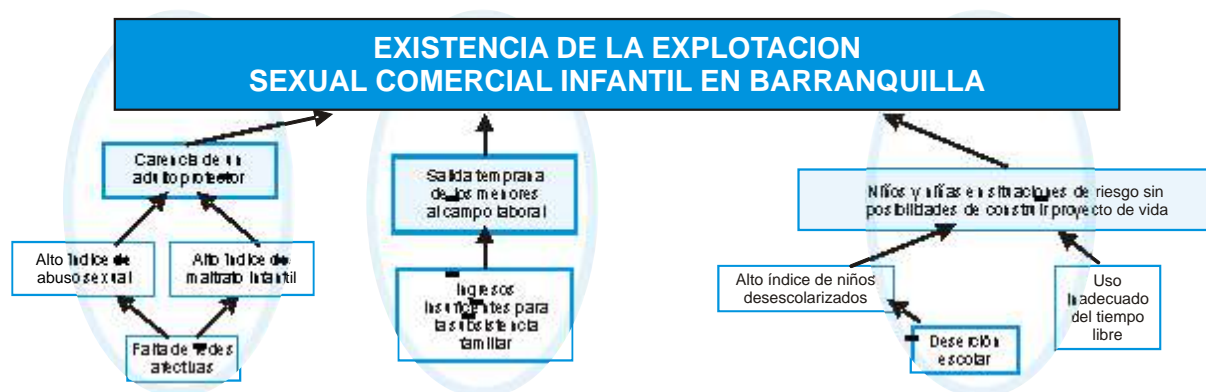 EXISTENCIA DE LA EXPLOTACION
SEXUAL COMERCIAL INFANTIL EN BARRANQUILLA
Carencia de un
adulto protector
Salida temprana
de los menores
al campo laboral
Niños y niñas en situaciones de riesgo sin
posibilidades de construir proyecto de vida
Alto índice de
abuso sexual
Alto índice de
maltrato infantil
Ingresos
insuficientes para
la subsistencia
familiar
Alto índice de niños
desescolarizados
Uso
inadecuado
del tiempo
libre
Falta de redes
afectivas
Deserción
escolar